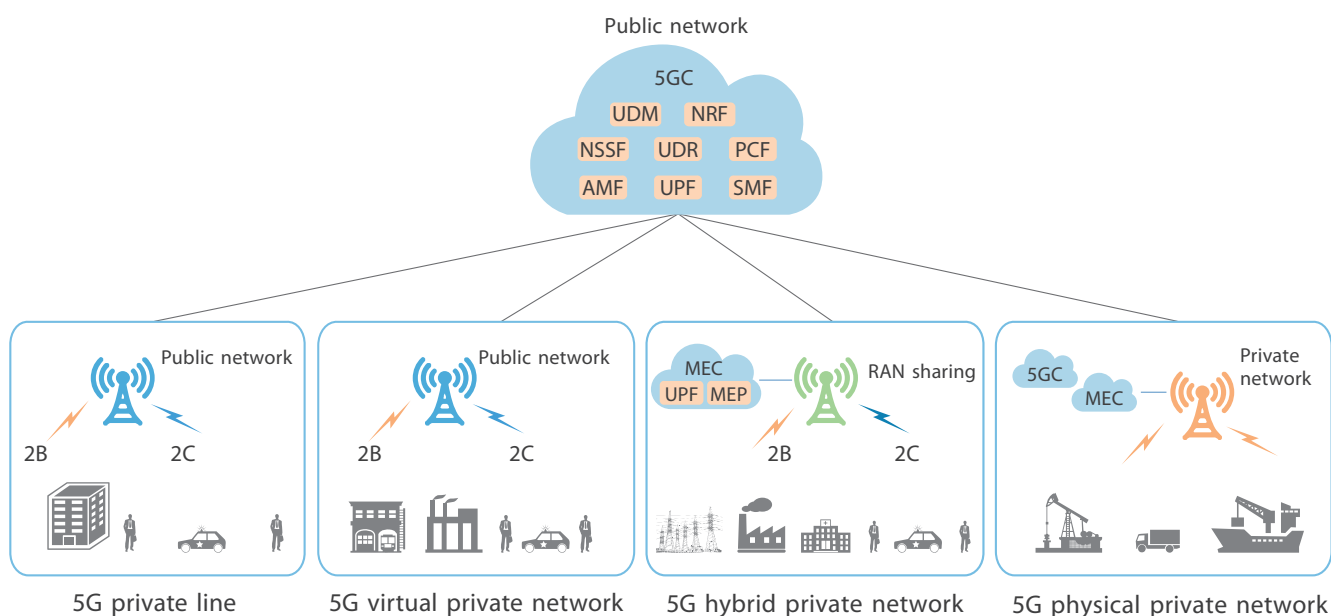 Public network
5GC
UDM NRF
NSSF UDR PCF
AMF UPF SMF
Public network
2B 2C
5G private line
Public network
2B 2C
5G virtual private network
MEC
UPF MEP
RAN sharing
2B 2C
5G hybrid private network
5GC
MEC
Private
network
5G physical private network